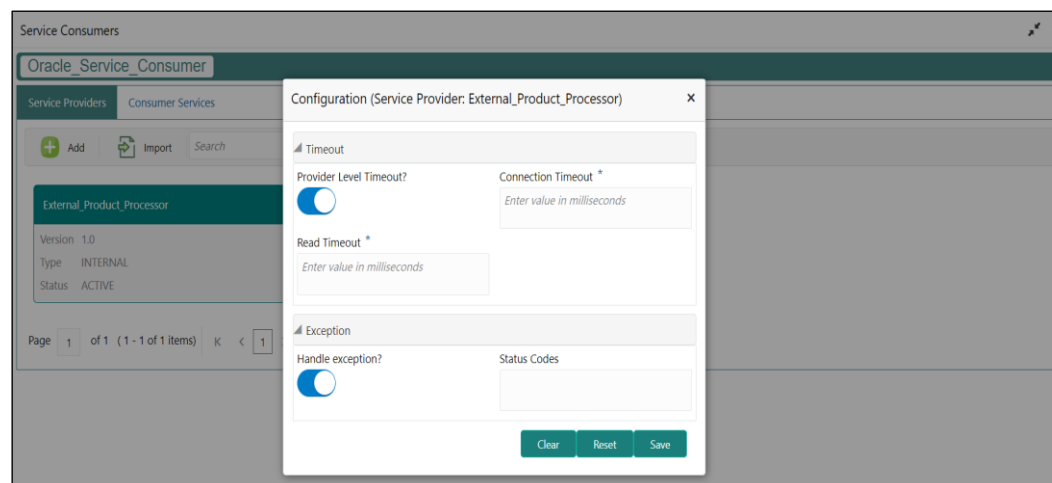 Service Consumers
Oracle_Service_Consumer
Service Providers Consumer Services
Add Import Search
External_Product_Processor
Version 1.0
Type INTERNAL
Status ACTIVE
Page 1 of 1 (1 - 1 of 1 items) K < 1
Configuration (Service Provider: External_Product_Processor) x
Timeout
Provider Level Timeout? Connection Timeout *
Enter value in milliseconds
Read Timeout *
Enter value in milliseconds
Exception
Handle exception? Status Codes
Clear Reset Save